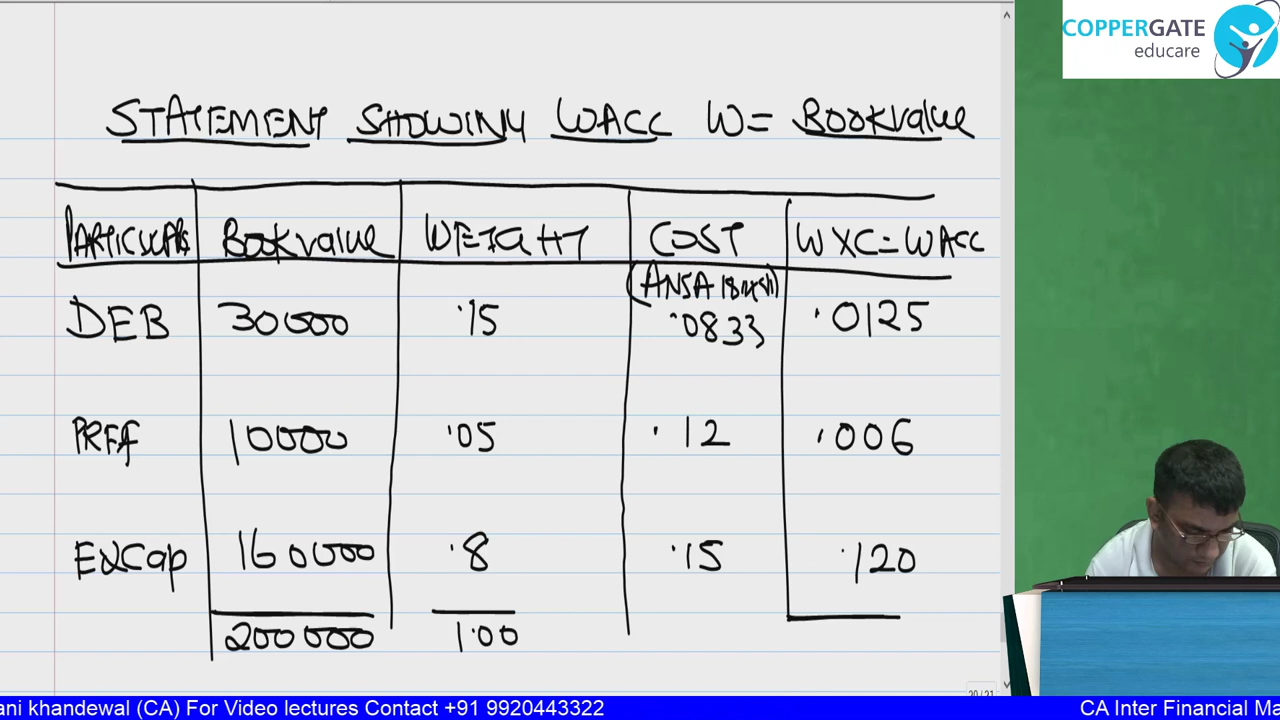 COPPERGATE
educare
STATEMENT SHOWING WACC W= BOOKvalue
PARTICULARS BOOKvalue WEIGHT COST WXC=WACC
DEB 30000 .15 .0833 .0125
PREF 10000 .05 .12 .006
EqCap 160000 .8 .15 .120
200000 1.00
ani khandewal (CA) For Video lectures Contact +91 9920443322
CA Inter Financial Ma